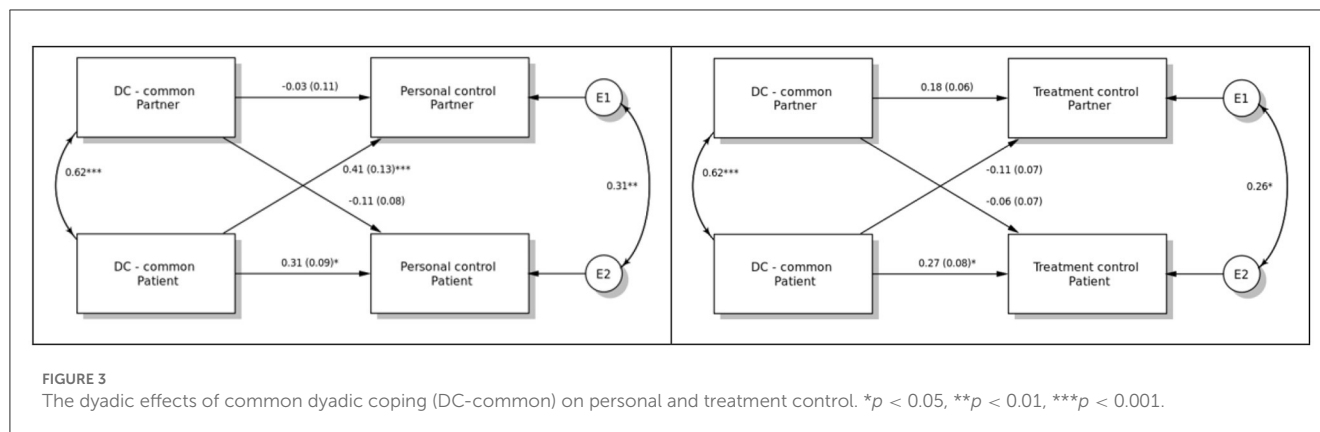 DC - common
Partner
-0.03 (0.11)
Personal control
Partner
E1
0.62***
0.41 (0.13)***
-0.11 (0.08)
0.31**
DC - common
Patient
0.31 (0.09)*
Personal control
Patient
E2
DC - common
Partner
0.18 (0.06)
Treatment control
Partner
E1
0.62***
-0.11 (0.07)
-0.06 (0.07)
0.26*
DC - common
Patient
0.27 (0.08)*
Treatment control
Patient
E2
FIGURE 3
The dyadic effects of common dyadic coping (DC-common) on personal and treatment control. *p < 0.05, **p < 0.01, ***p < 0.001.